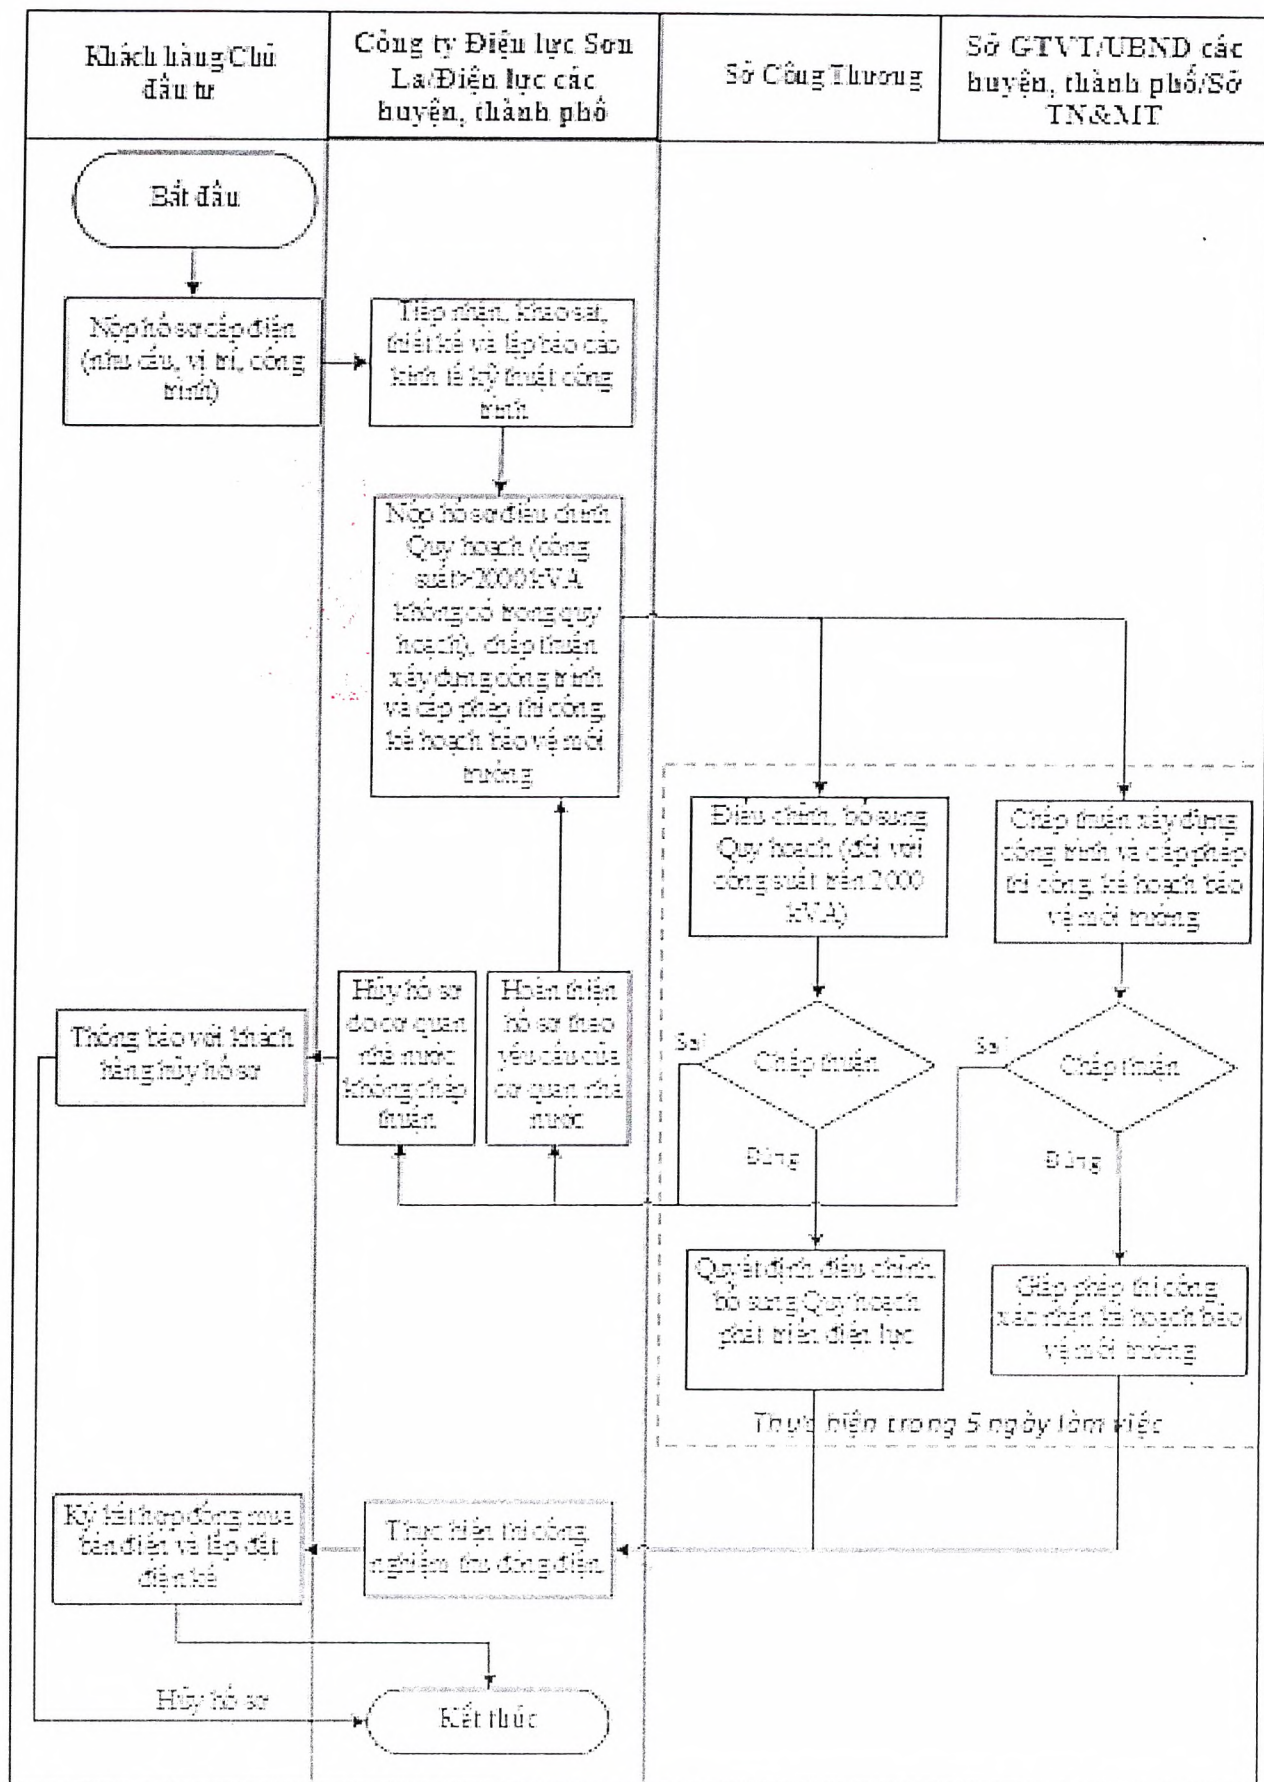 Khách hàng/Chủ
đầu tư
Công ty Điện lực Sơn
La/Điện lực các
huyện, thành phố
Sở Công Thương
Sở GTVT/UBND các
huyện, thành phố/Sở
TN&MT
Bắt đầu
Nộp hồ sơ cấp điện
(nhu cầu, vị trí, công
trình)
Tiếp nhận, khảo sát,
thiết kế và lập báo cáo
kinh tế kỹ thuật công
trình
Nộp hồ sơ điều chỉnh
Quy hoạch (công
suất>2000 kVA
không có trong quy
hoạch), chấp thuận
xây dựng công trình
và cấp phép thi công,
kế hoạch bảo vệ môi
trường
Điều chỉnh, bổ sung
Quy hoạch (đối với
công suất trên 2000
kVA)
Chấp thuận xây dựng
công trình và cấp phép
thi công, kế hoạch bảo
vệ môi trường
Thông báo với khách
hàng hủy hồ sơ
Hủy hồ sơ
do cơ quan
nhà nước
không chấp
thuận
Hoàn thiện
hồ sơ theo
yêu cầu của
cơ quan nhà
nước
Sai
Chấp thuận
Sai
Chấp thuận
Đúng
Đúng
Quyết định điều chỉnh,
bổ sung Quy hoạch
phát triển điện lực
Giấp phép thi công,
xác nhận kế hoạch bảo
vệ môi trường
Thực hiện trong 5 ngày làm việc
Ký kết hợp đồng mua
bán điện và lắp đặt
điện kế
Thực hiện thi công,
nghiệm thu đóng điện
Hủy hồ sơ
Kết thúc